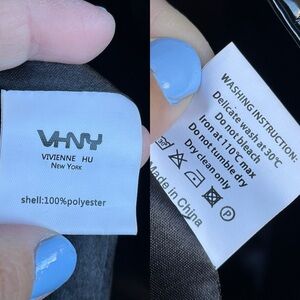 VHNY
VIVIENNE HU
NEW YORK
shell:100%polyester
WASHING INSTRUCTION:
Delicate wash at 30°C
Do not bleach
Iron at 110°C max
Do not tumble dry
Dry clean only
P
Made in China